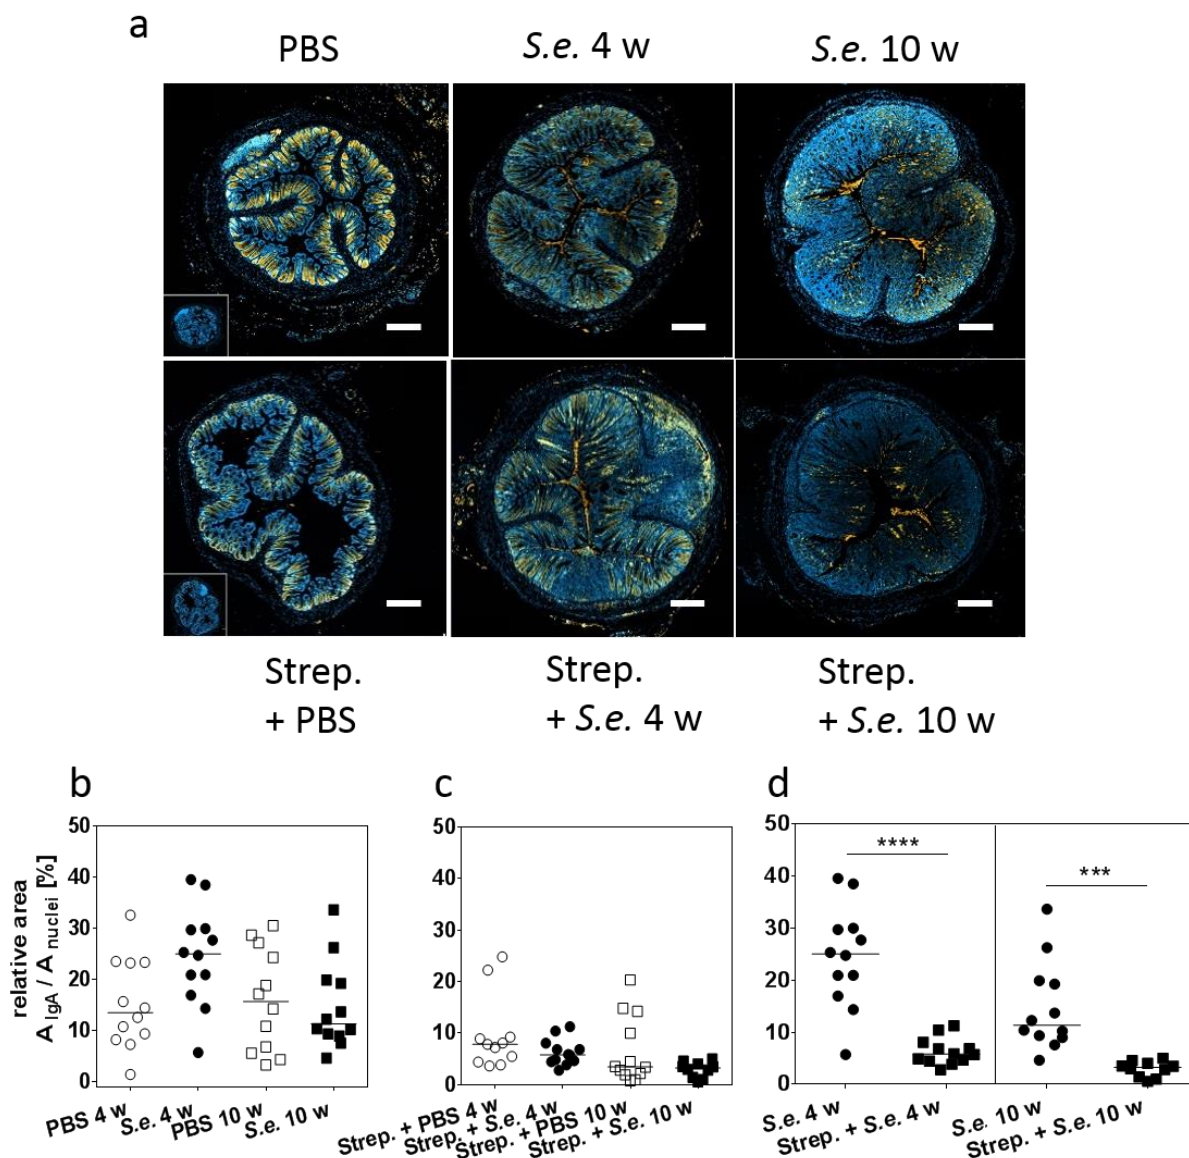 a
PBS
S.e. 4 w
S.e. 10 w
Strep.
+ PBS
Strep.
+ S.e. 4 w
Strep.
+ S.e. 10 w
b
relative area
A IgA / A nuclei [%]
50
40
30
20
10
0
PBS 4 w
S.e. 4 w
PBS 10 w
S.e. 10 w
c
50
40
30
20
10
0
Strep. + PBS 4 w
Strep. + S.e. 4 w
Strep. + PBS 10 w
Strep. + S.e. 10 w
d
50
40
30
20
10
0
****
***
S.e. 4 w
Strep. + S.e. 4 w
S.e. 10 w
Strep. + S.e. 10 w